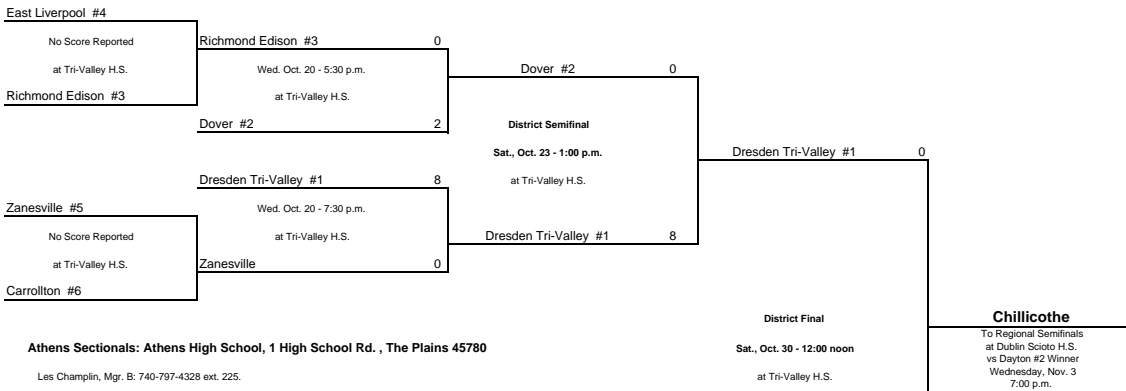 East Liverpool #4
No Score Reported
at Tri-Valley H.S.
Richmond Edison #3
Richmond Edison #3 0
Wed. Oct. 20 - 5:30 p.m.
at Tri-Valley H.S.
Dover #2 2
Dover #2 0
District Semifinal
Sat., Oct. 23 - 1:00 p.m.
at Tri-Valley H.S.
Dresden Tri-Valley #1 0
Dresden Tri-Valley #1 8
Wed. Oct. 20 - 7:30 p.m.
at Tri-Valley H.S.
Zanesville 0
Zanesville #5
No Score Reported
at Tri-Valley H.S.
Carrollton #6
Dresden Tri-Valley #1 8
District Final
Sat., Oct. 30 - 12:00 noon
at Tri-Valley H.S.
Chillicothe
To Regional Semifinals
at Dublin Scioto H.S.
vs Dayton #2 Winner
Wednesday, Nov. 3
7:00 p.m.
Athens Sectionals: Athens High School, 1 High School Rd. , The Plains 45780
Les Champlin, Mgr. B: 740-797-4328 ext. 225.